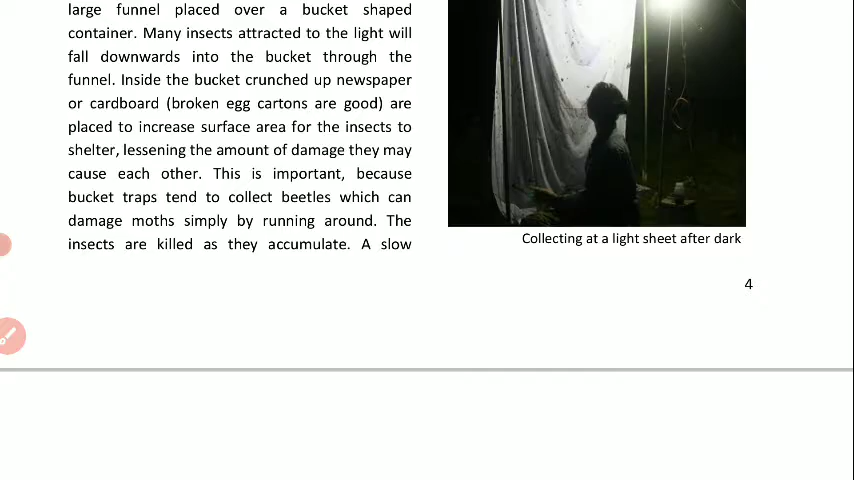 large funnel placed over a bucket shaped
container. Many insects attracted to the light will
fall downwards into the bucket through the
funnel. Inside the bucket crunched up newspaper
or cardboard (broken egg cartons are good) are
placed to increase surface area for the insects to
shelter, lessening the amount of damage they may
cause each other. This is important, because
bucket traps tend to collect beetles which can
damage moths simply by running around. The
insects are killed as they accumulate. A slow
Collecting at a light sheet after dark
4